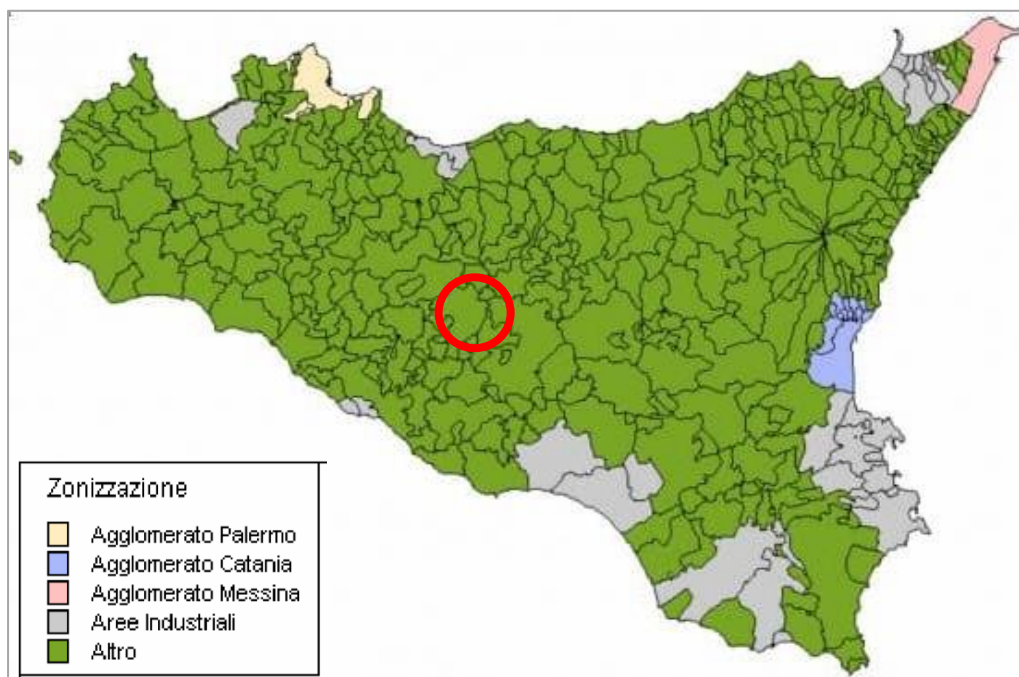 Zonizzazione
Agglomerato Palermo
Agglomerato Catania
Agglomerato Messina
Aree Industriali
Altro